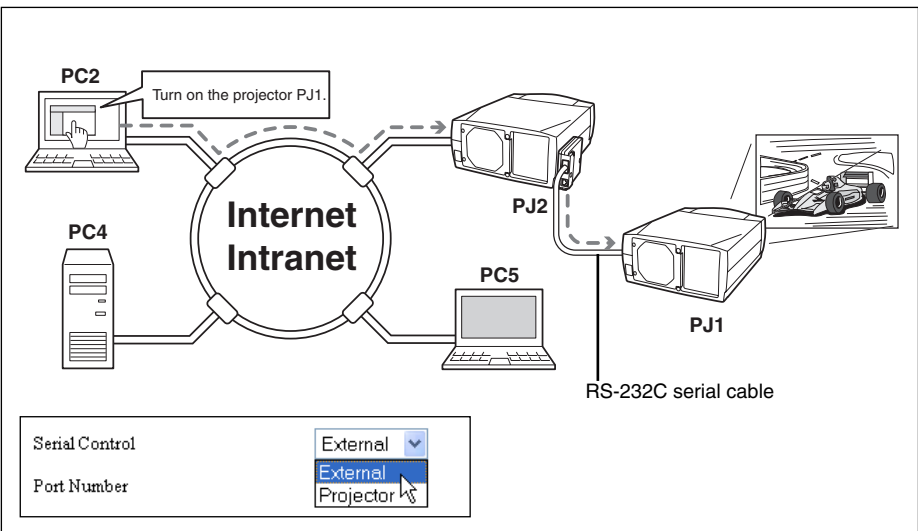 PC2
Turn on the projector PJ1.
PJ2
Internet
Intranet
PC4
PC5
PJ1
RS-232C serial cable
Serial Control
External
External
Port Number
Projector